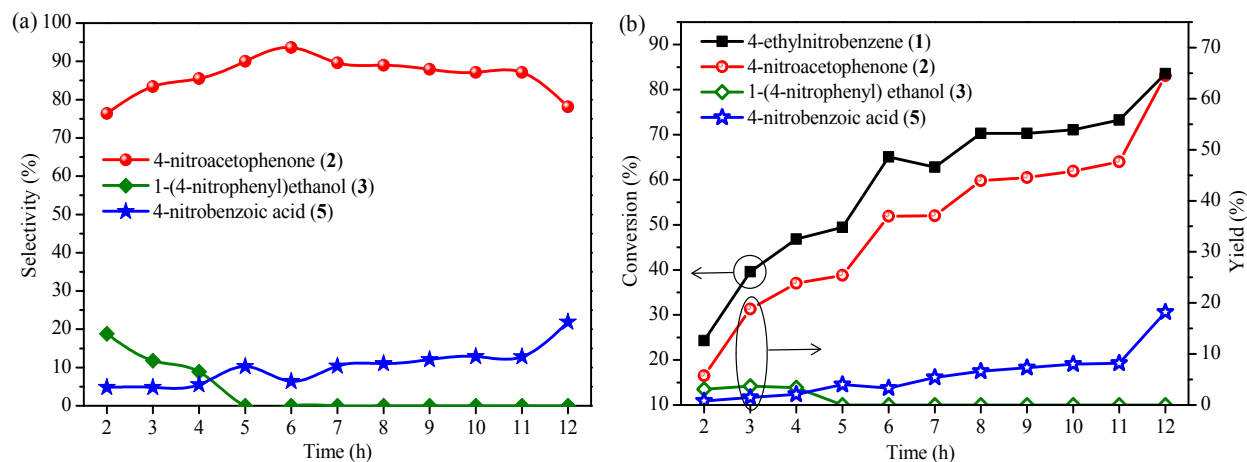 (a)
100
90
80
70
60
50
40
30
20
10
0
Selectivity (%)
4-nitroacetophenone (2)
1-(4-nitrophenyl)ethanol (3)
4-nitrobenzoic acid (5)
2 3 4 5 6 7 8 9 10 11 12
Time (h)
(b)
90
80
70
60
50
40
30
20
10
Conversion (%)
4-ethylnitrobenzene (1)
4-nitroacetophenone (2)
1-(4-nitrophenyl) ethanol (3)
4-nitrobenzoic acid (5)
70
60
50
40
30
20
10
0
Yield (%)
2 3 4 5 6 7 8 9 10 11 12
Time (h)